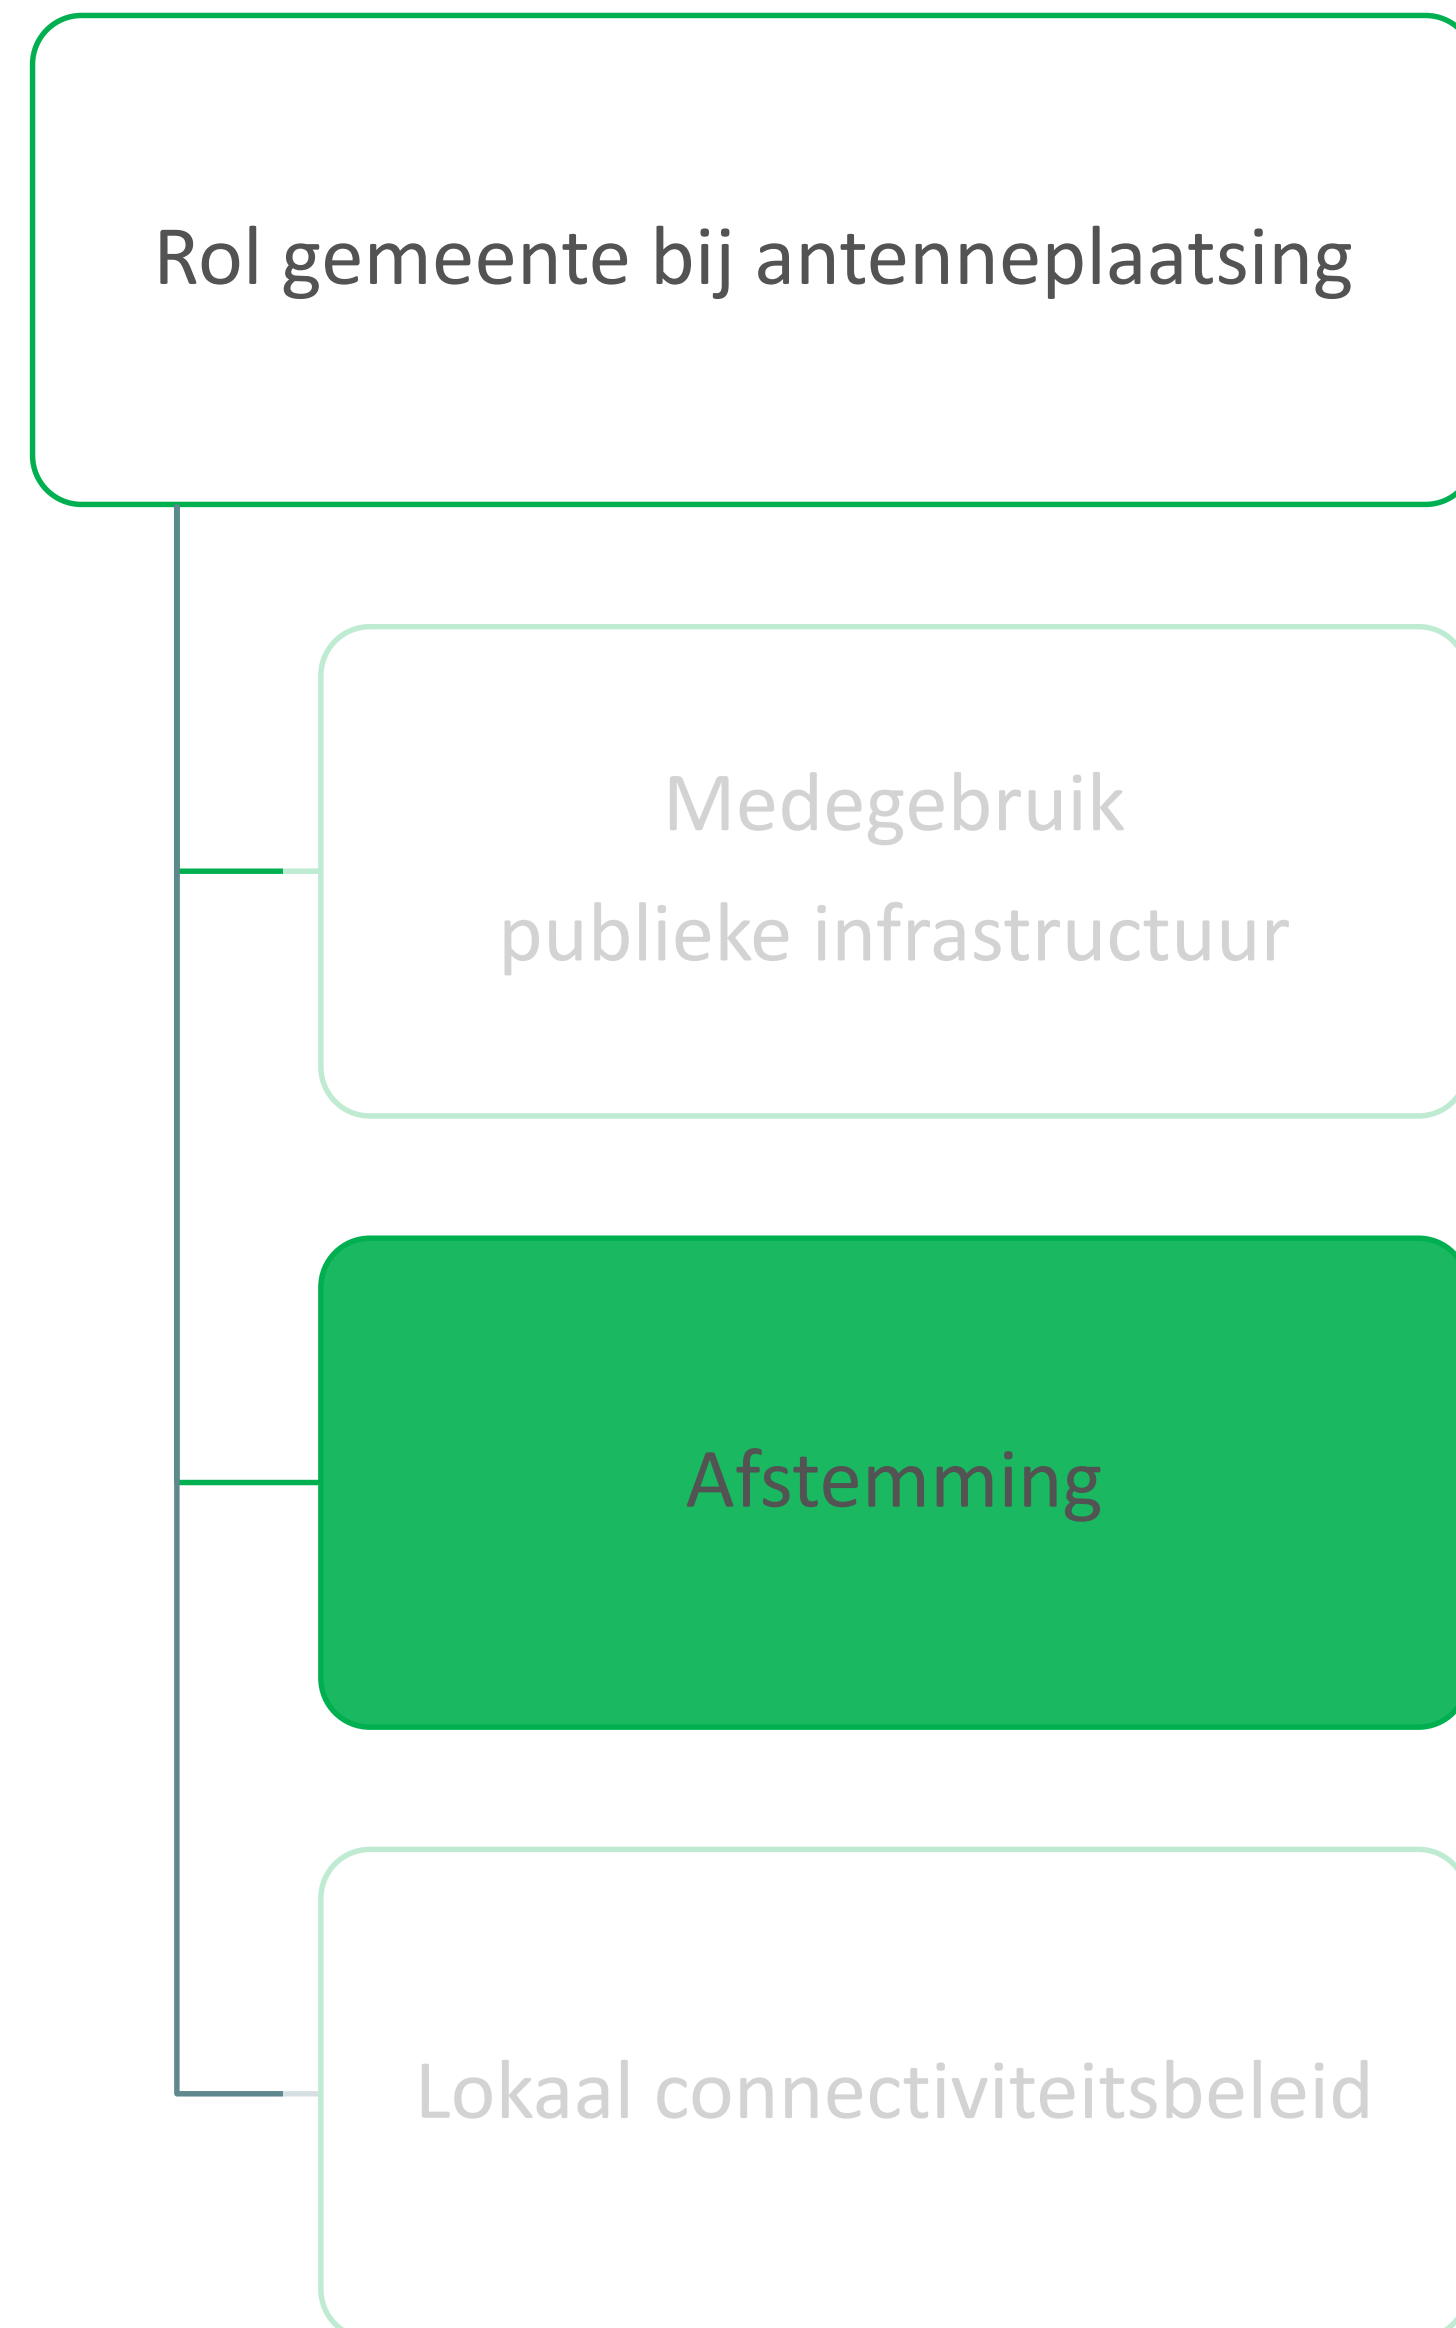 Rol gemeente bij antenneplaatsing
Medegebruik
publieke infrastructuur
Afstemming
Lokaal connectiviteitsbeleid